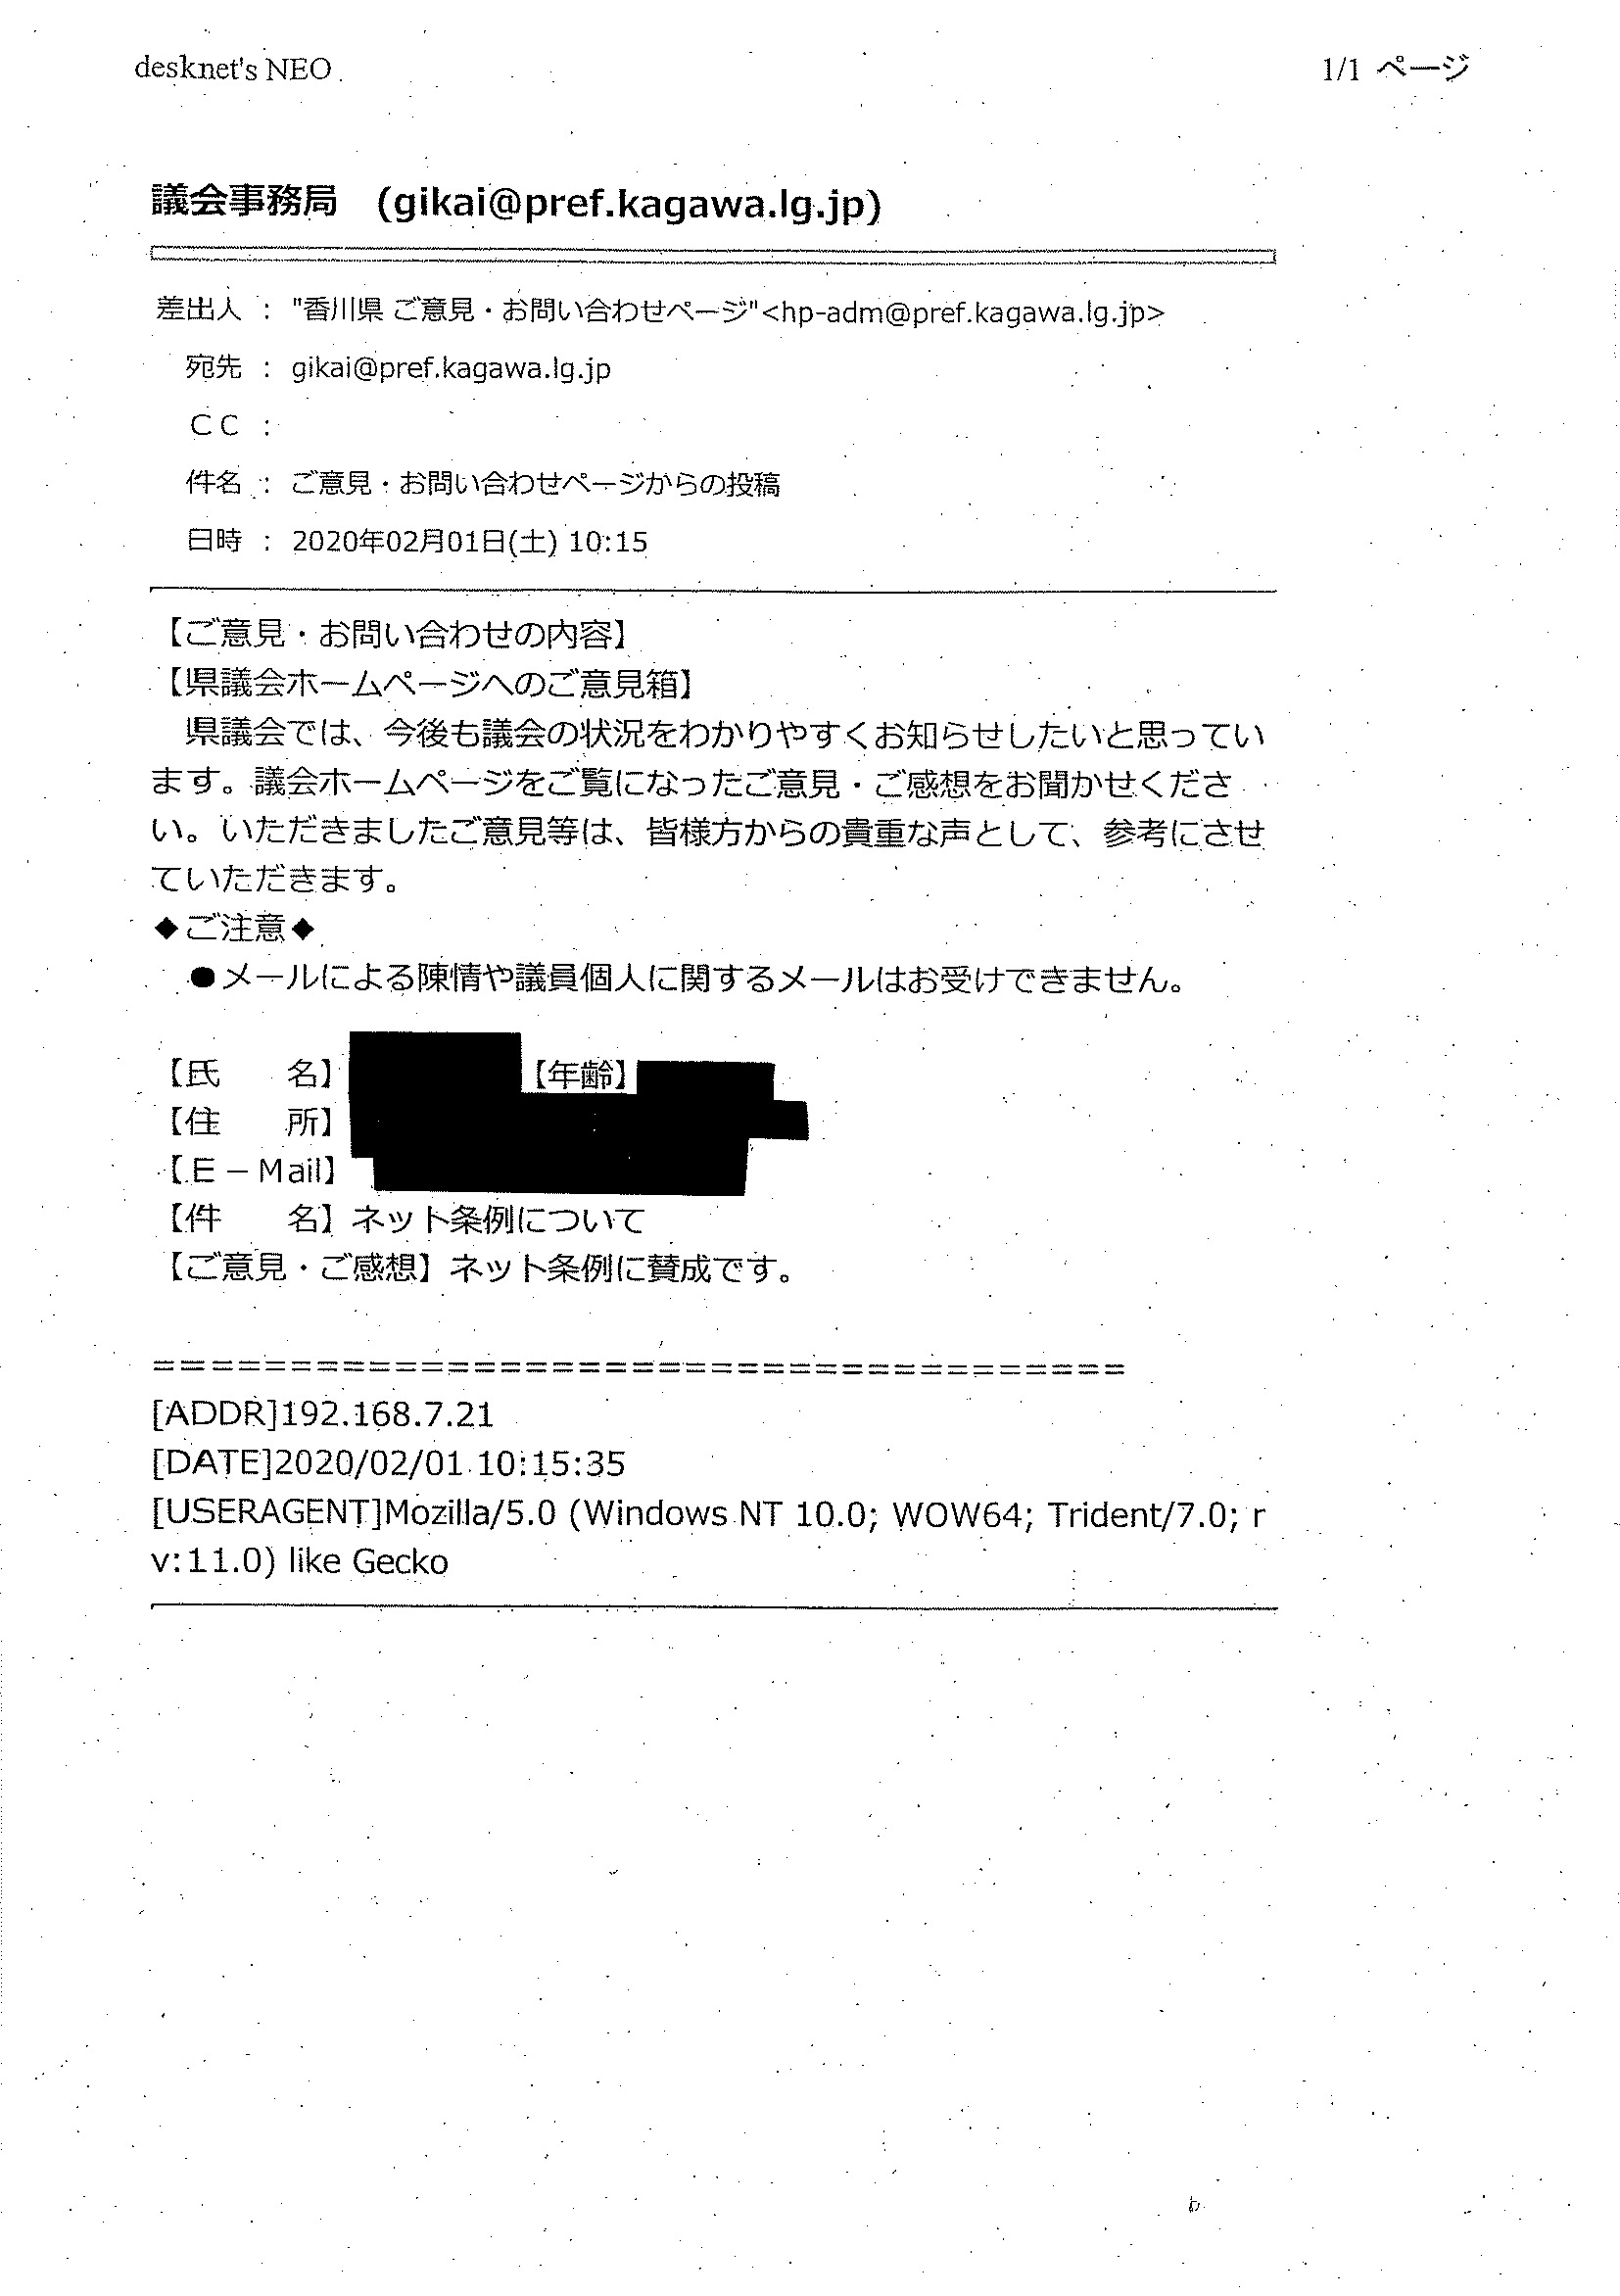 desknet's NEO
1/1 ページ
議会事務局　(gikai@pref.kagawa.lg.jp)
差出人 ： "香川県 ご意見・お問い合わせページ"<hp-adm@pref.kagawa.lg.jp>
宛先 ： gikai@pref.kagawa.lg.jp
ＣＣ ：
件名 ： ご意見・お問い合わせページからの投稿
日時 ： 2020年02月01日(土) 10:15
【ご意見・お問い合わせの内容】
【県議会ホームページへのご意見箱】
　県議会では、今後も議会の状況をわかりやすくお知らせしたいと思ってい
ます。議会ホームページをご覧になったご意見・ご感想をお聞かせくださ
い。いただきましたご意見等は、皆様方からの貴重な声として、参考にさせ
ていただきます。
◆ご注意◆
　●メールによる陳情や議員個人に関するメールはお受けできません。
【氏　　名】【年齢】
【住　　所】
【Ｅ－Mail】
【件　　名】ネット条例について
【ご意見・ご感想】ネット条例に賛成です。
=====================================
[ADDR]192.168.7.21
[DATE]2020/02/01 10:15:35
[USERAGENT]Mozilla/5.0 (Windows NT 10.0; WOW64; Trident/7.0; r
v:11.0) like Gecko